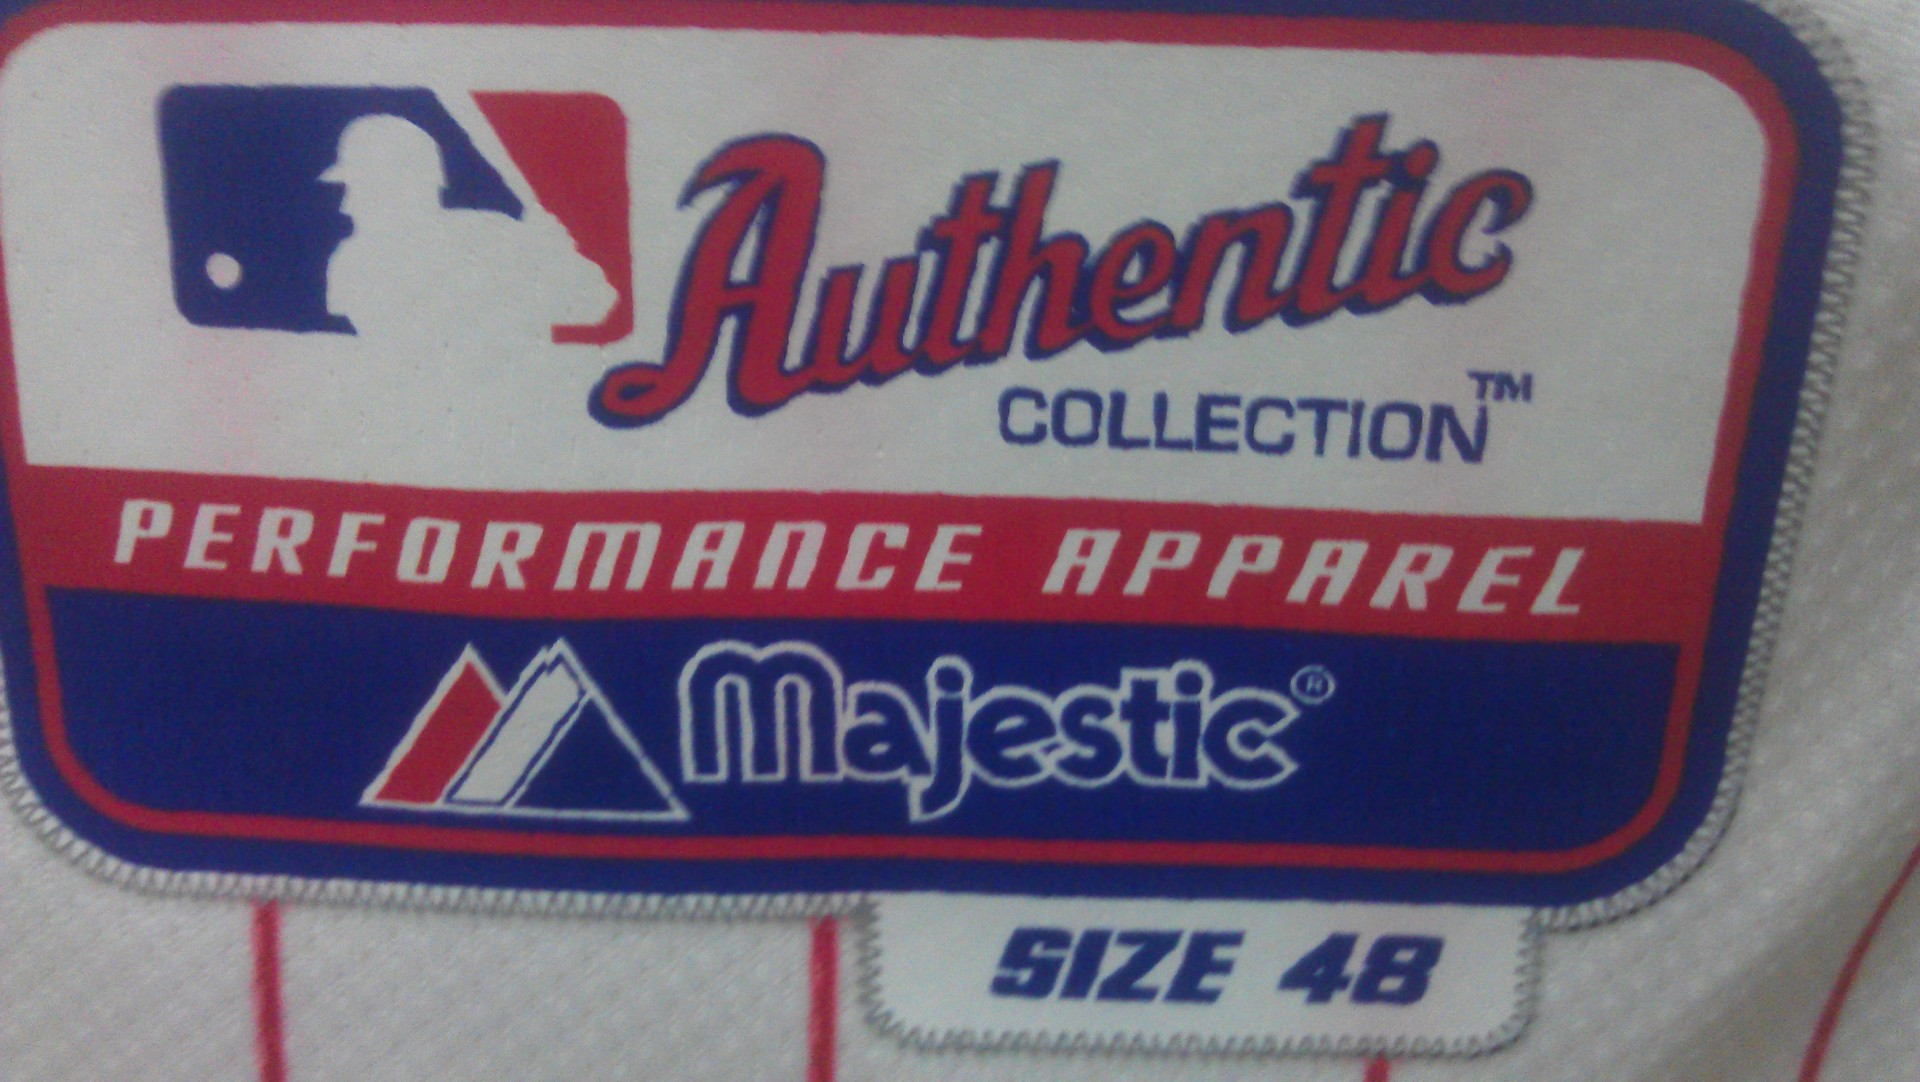 Authentic
COLLECTION™
PERFORMANCE APPAREL
Majestic®
SIZE 48